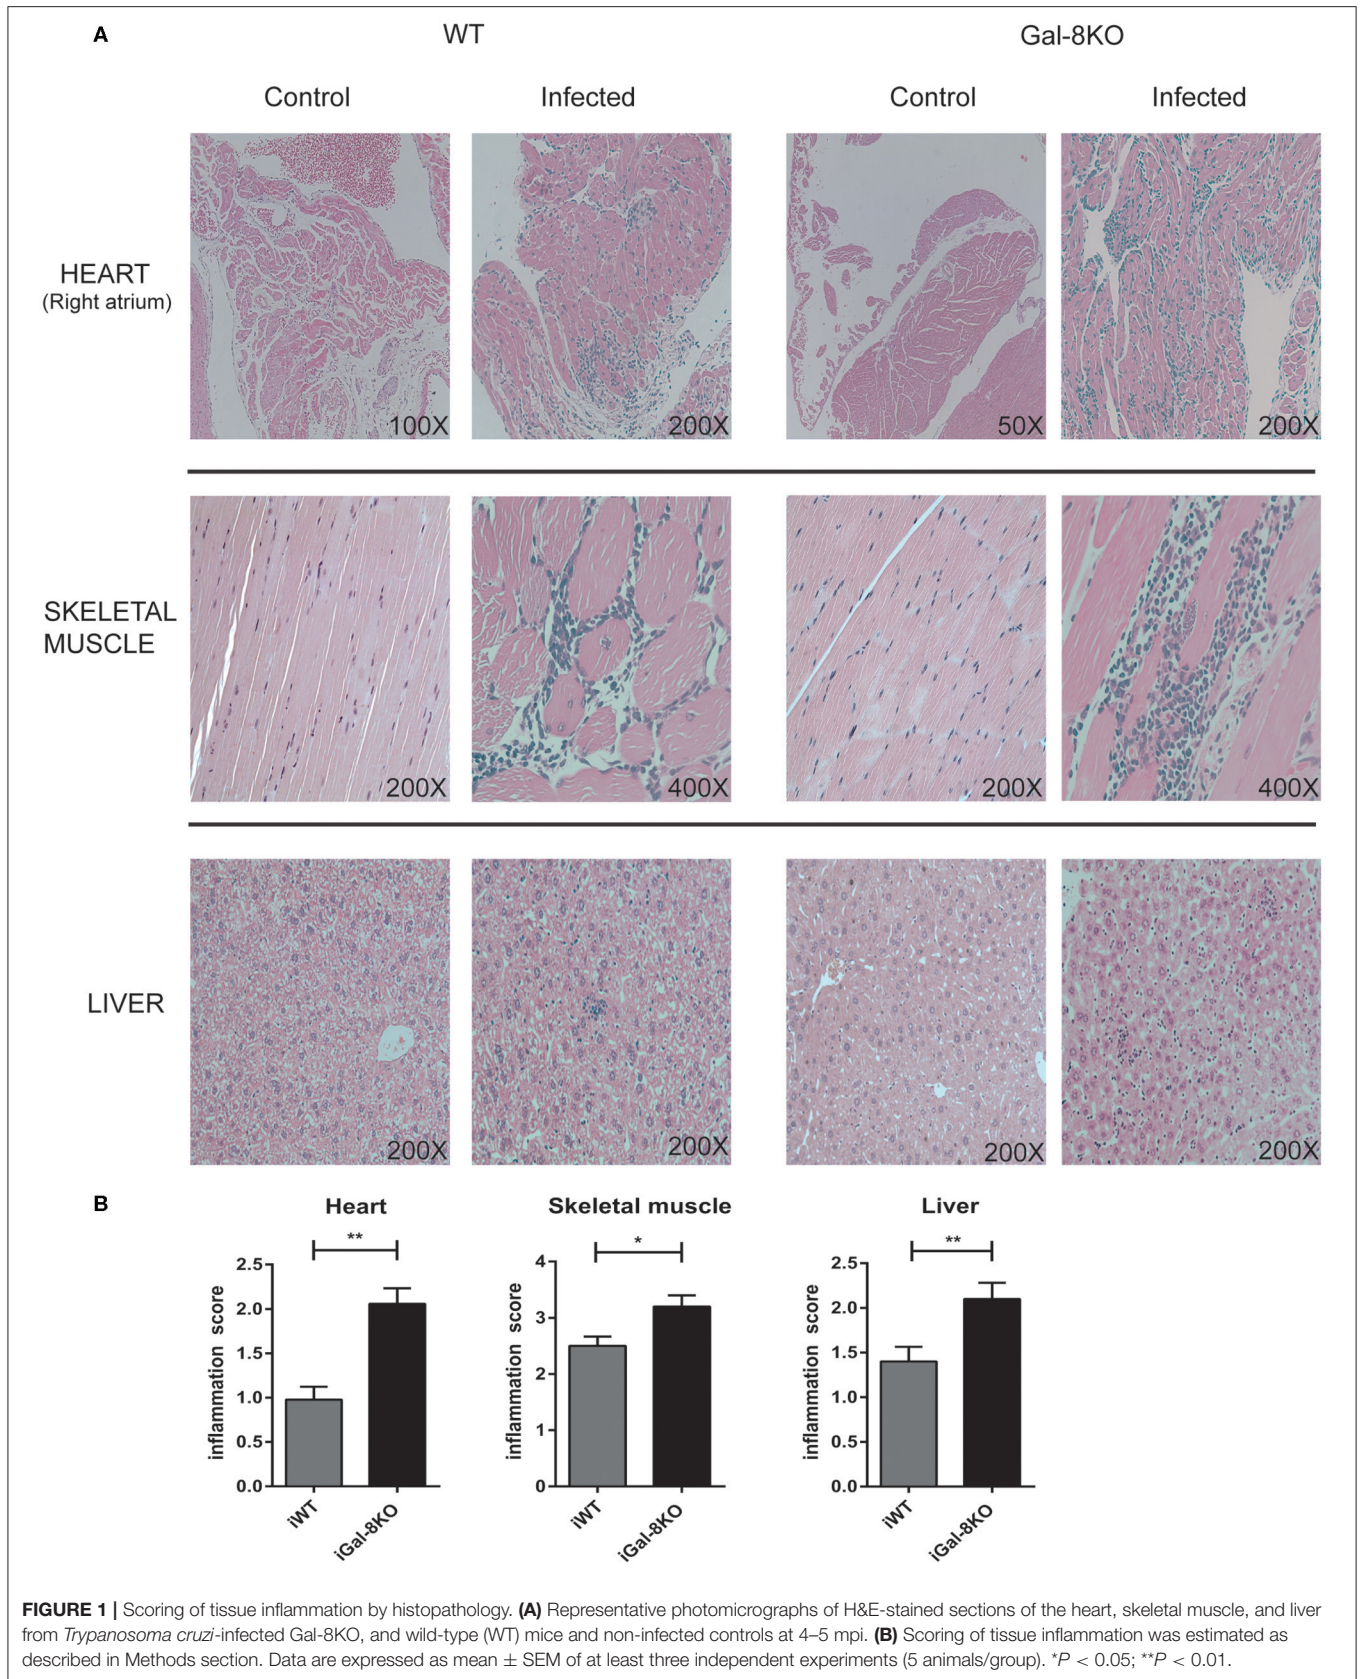 A
WT
Gal-8KO
Control
Infected
Control
Infected
HEART
(Right atrium)
100X
200X
50X
200X
SKELETAL
MUSCLE
200X
400X
200X
400X
LIVER
200X
200X
200X
200X
B
Heart
**
inflammation score
2.5
2.0
1.5
1.0
0.5
0.0
iWT
iGal-8KO
Skeletal muscle
*
inflammation score
4
3
2
1
0
iWT
iGal-8KO
Liver
**
inflammation score
2.5
2.0
1.5
1.0
0.5
0.0
iWT
iGal-8KO
FIGURE 1 | Scoring of tissue inflammation by histopathology. (A) Representative photomicrographs of H&E-stained sections of the heart, skeletal muscle, and liver
from Trypanosoma cruzi-infected Gal-8KO, and wild-type (WT) mice and non-infected controls at 4–5 mpi. (B) Scoring of tissue inflammation was estimated as
described in Methods section. Data are expressed as mean ± SEM of at least three independent experiments (5 animals/group). *P < 0.05; **P < 0.01.